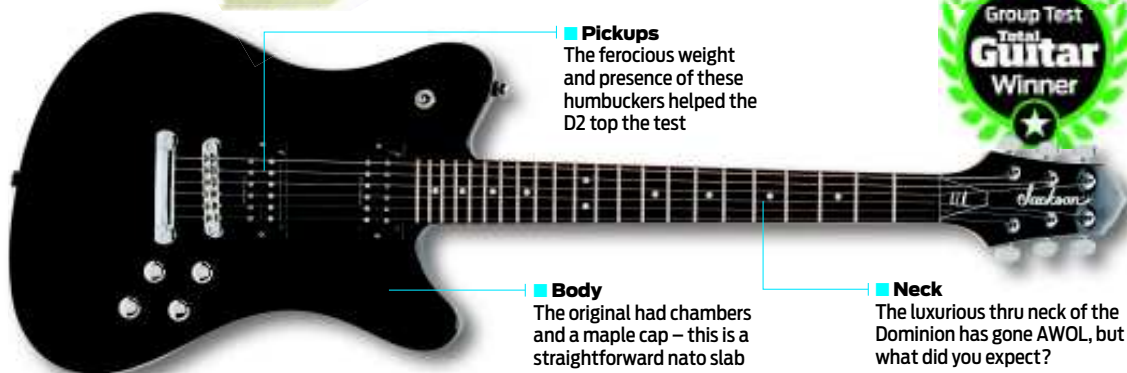 Pickups
The ferocious weight
and presence of these
humbuckers helped the
D2 top the test
Group Test
Total
Guitar
Winner
Jackson
Body
The original had chambers
and a maple cap – this is a
straightforward nato slab
Neck
The luxurious thru neck of the
Dominion has gone AWOL, but
what did you expect?